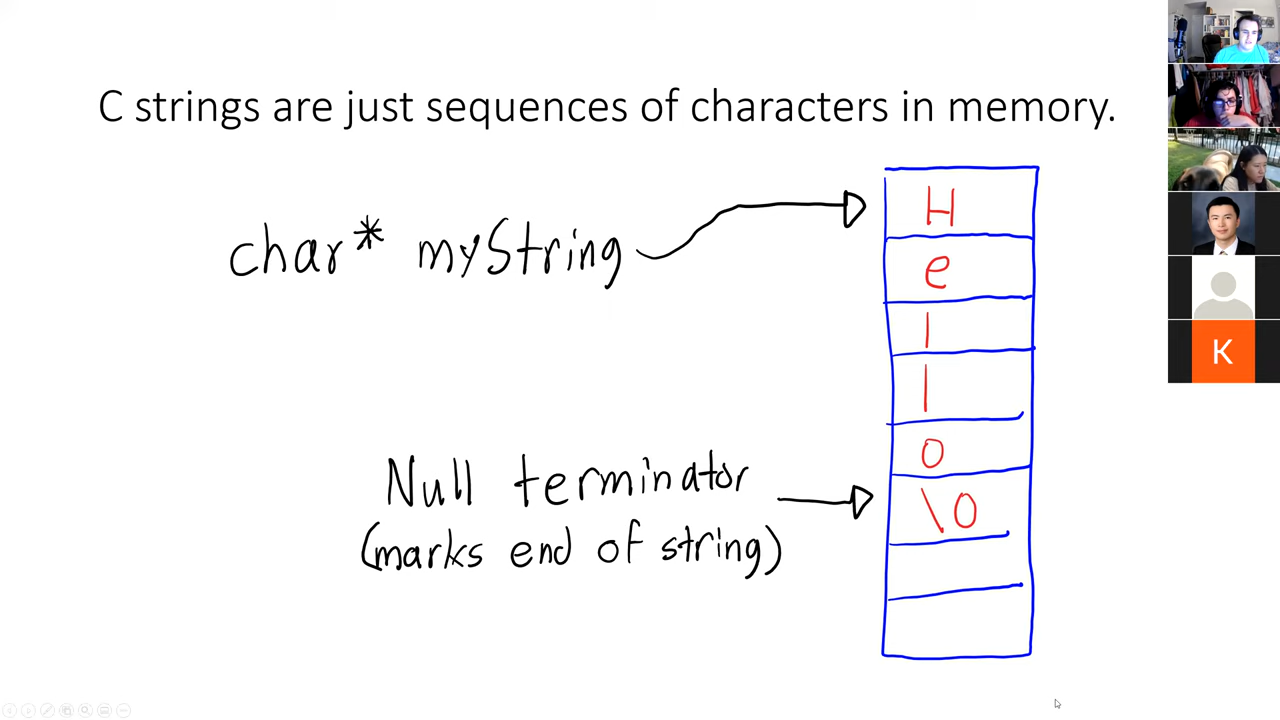 C strings are just sequences of characters in memory.
char* myString
H
e
l
l
o
\0
Null terminator
(marks end of string)
K